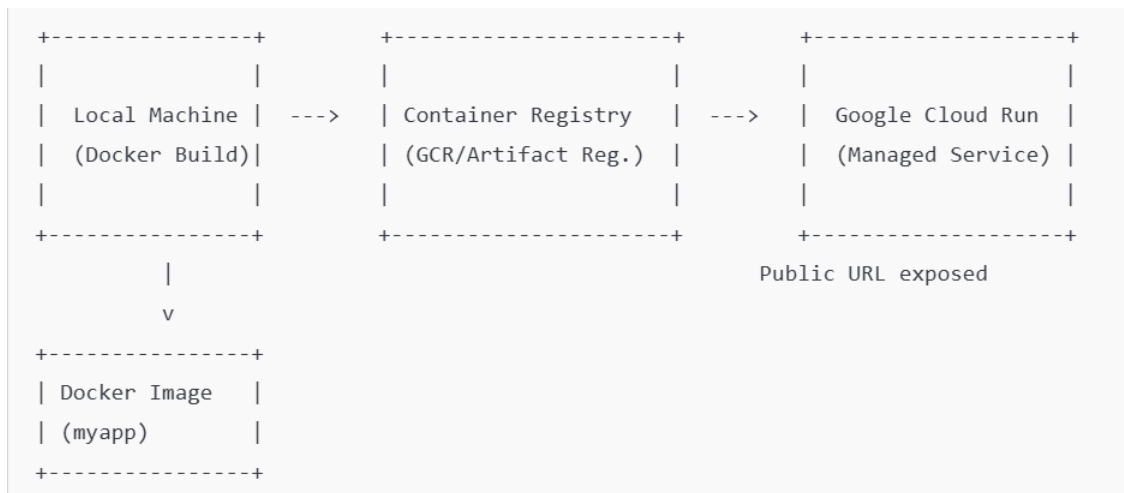 +----------------+          +----------------------+          +--------------------+
|                |          |                      |          |                    |
|  Local Machine |  --->    | Container Registry   |  --->    |  Google Cloud Run  |
|  (Docker Build)|          | (GCR/Artifact Reg.)  |          |  (Managed Service) |
|                |          |                      |          |                    |
+----------------+          +----------------------+          +--------------------+
          |                                                Public URL exposed
          v
+----------------+
| Docker Image   |
| (myapp)        |
+----------------+